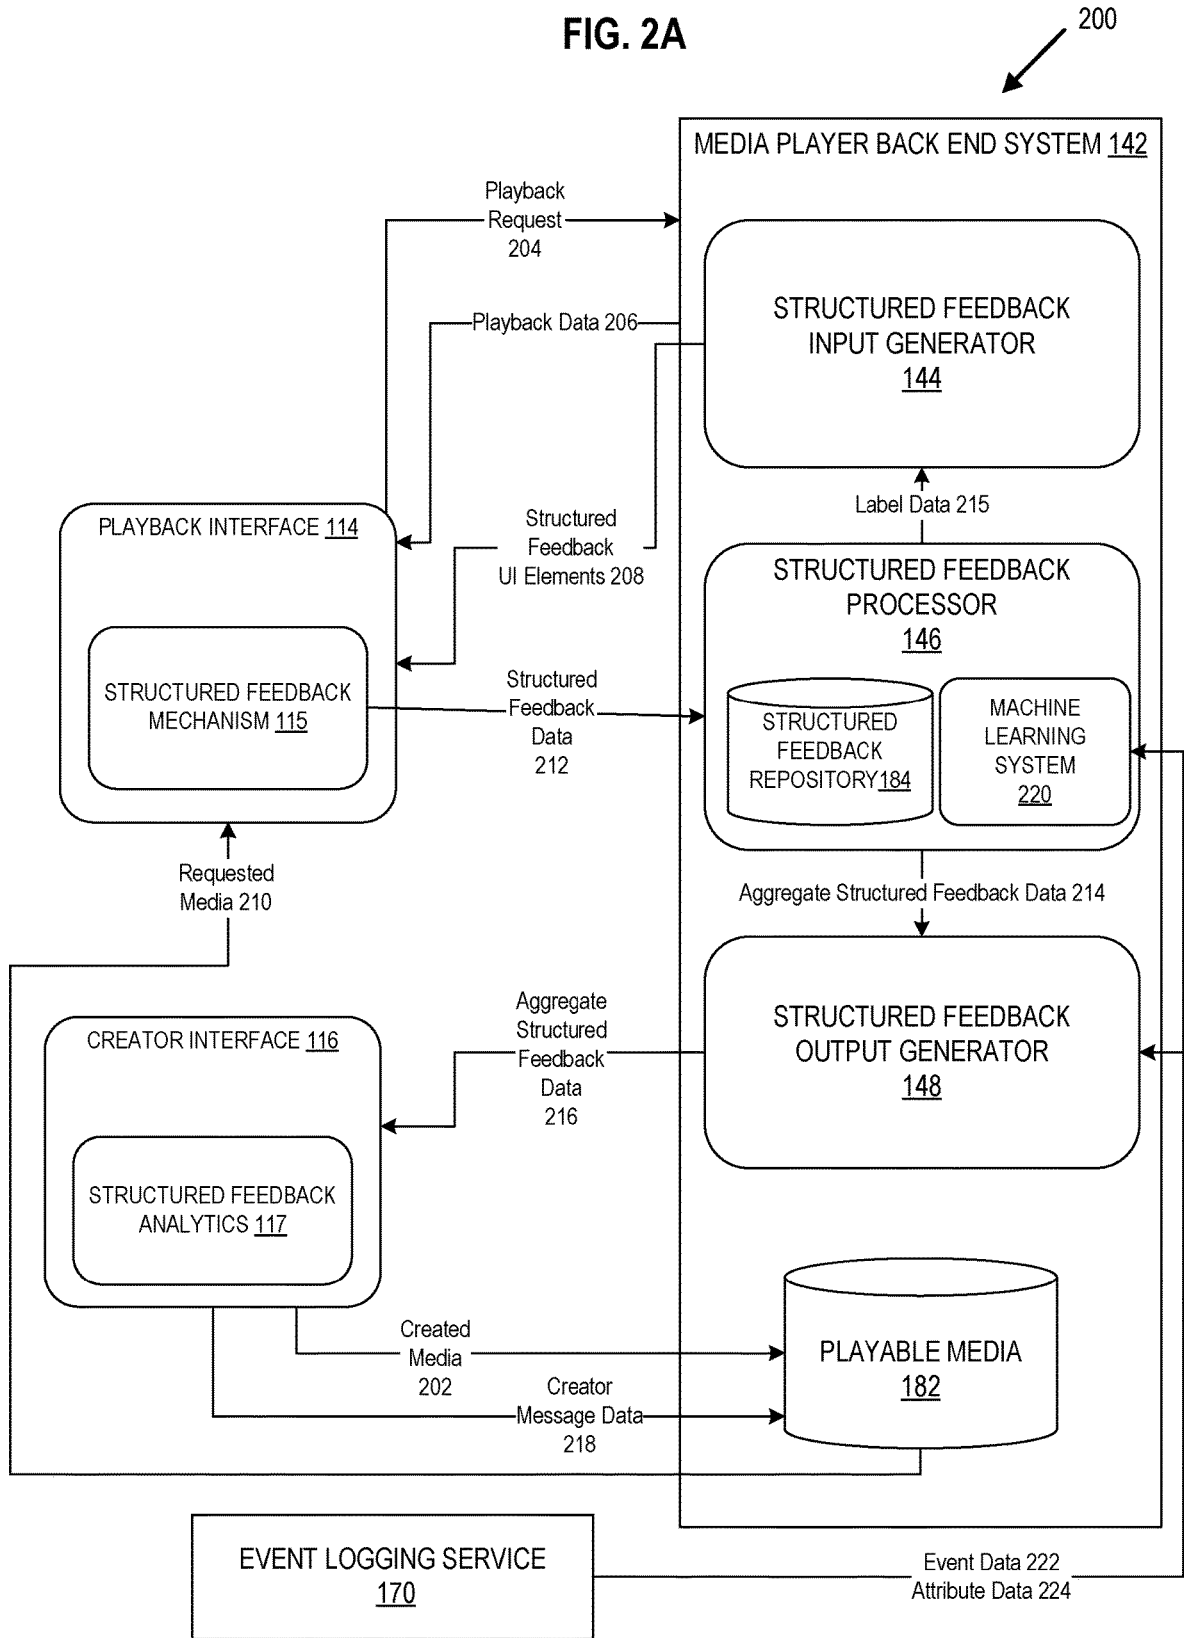 FIG. 2A
200
MEDIA PLAYER BACK END SYSTEM 142
Playback
Request
204
STRUCTURED FEEDBACK
INPUT GENERATOR
144
Playback Data 206
Label Data 215
PLAYBACK INTERFACE 114
Structured
Feedback
UI Elements 208
STRUCTURED FEEDBACK
PROCESSOR
146
STRUCTURED FEEDBACK
MECHANISM 115
Structured
Feedback
Data
212
STRUCTURED
FEEDBACK
REPOSITORY184
MACHINE
LEARNING
SYSTEM
220
Requested
Media 210
Aggregate Structured Feedback Data 214
CREATOR INTERFACE 116
Aggregate
Structured
Feedback
Data
216
STRUCTURED FEEDBACK
OUTPUT GENERATOR
148
STRUCTURED FEEDBACK
ANALYTICS 117
Created
Media
202
PLAYABLE MEDIA
182
Creator
Message Data
218
EVENT LOGGING SERVICE
170
Event Data 222
Attribute Data 224